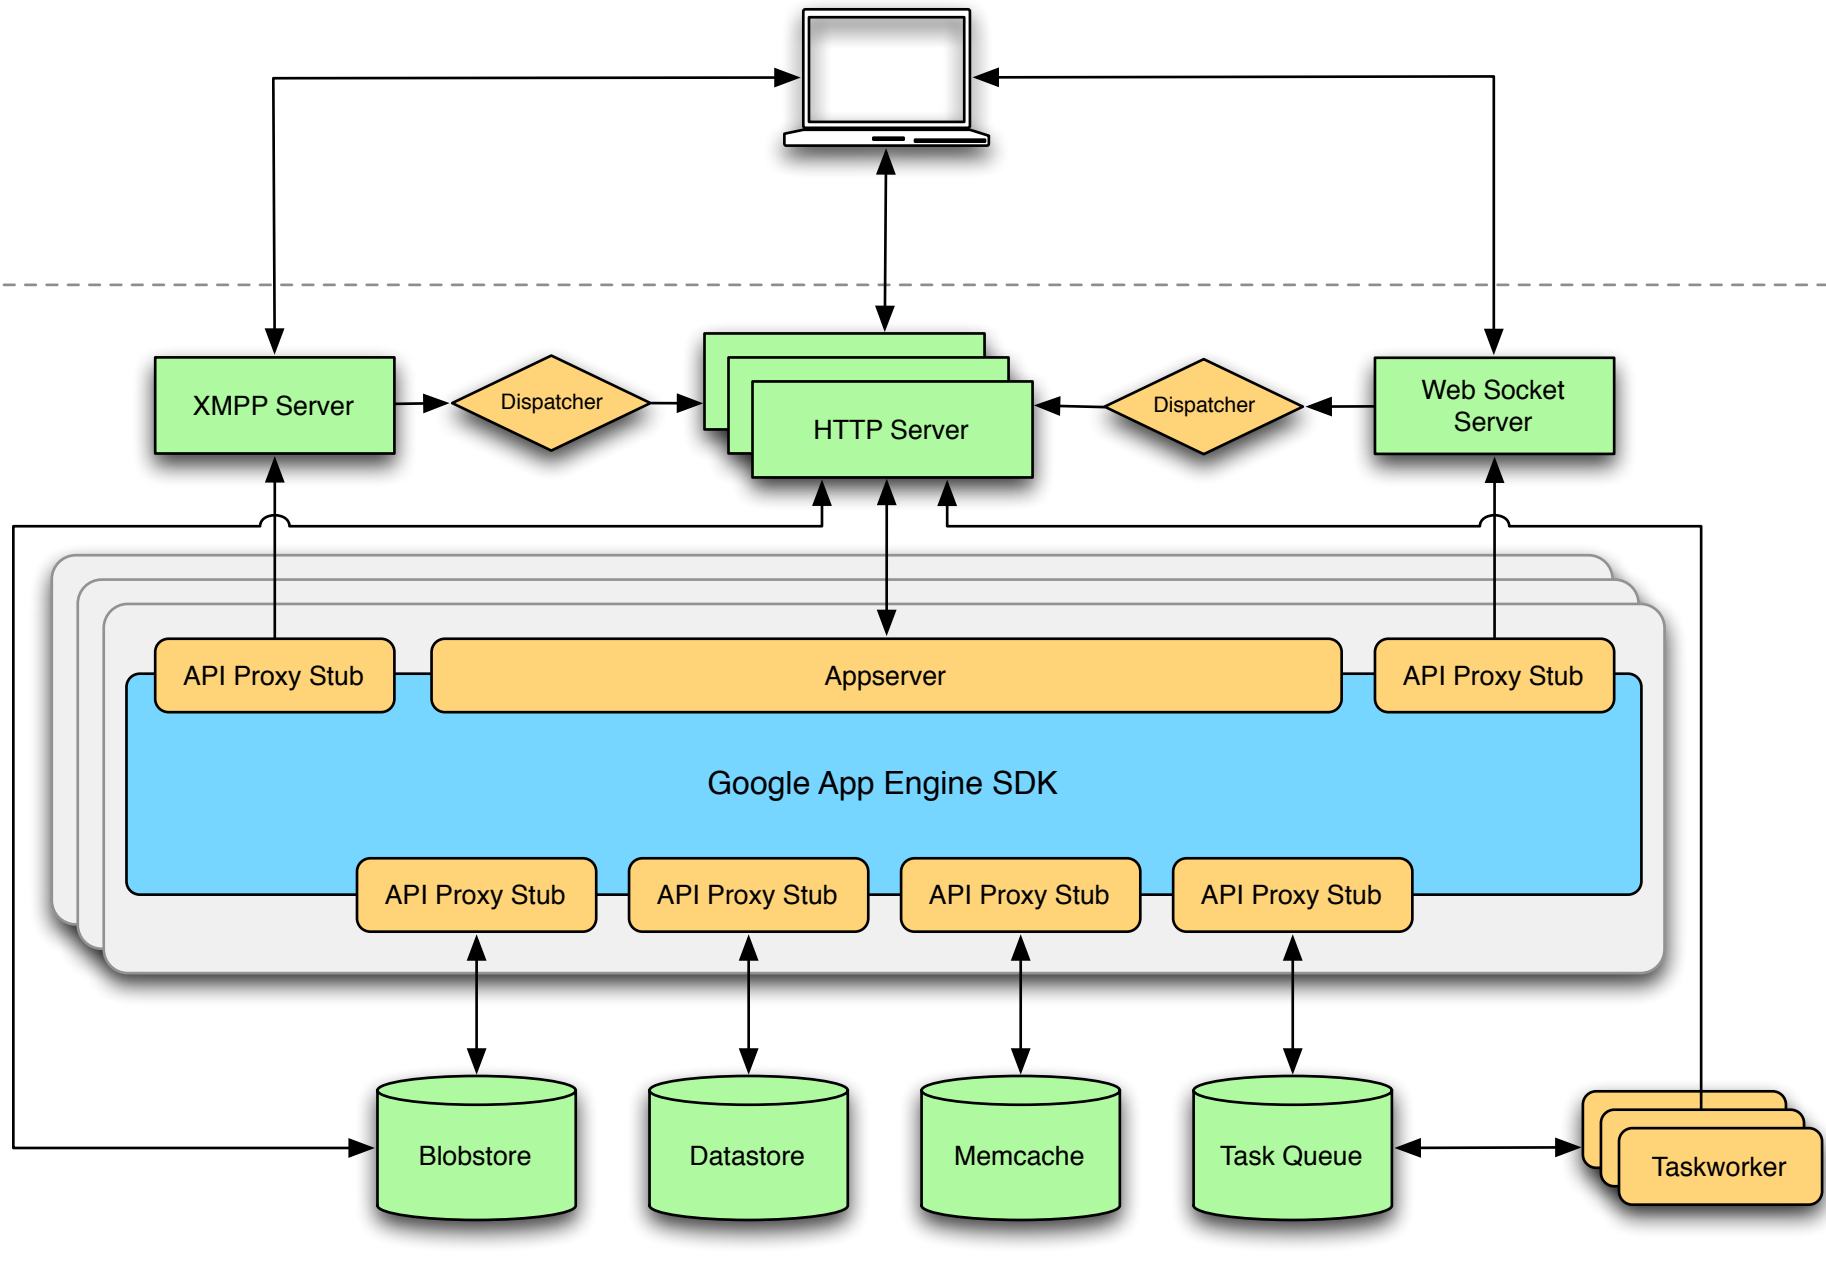 XMPP Server
Dispatcher
HTTP Server
Dispatcher
Web Socket
Server
API Proxy Stub
Appserver
API Proxy Stub
Google App Engine SDK
API Proxy Stub
API Proxy Stub
API Proxy Stub
API Proxy Stub
Blobstore
Datastore
Memcache
Task Queue
Taskworker